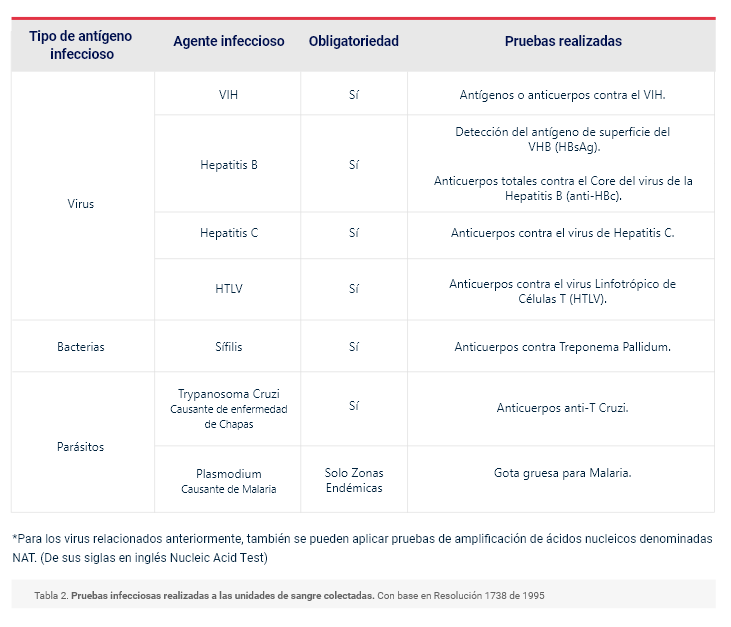 Tipo de antígeno
infeccioso
Agente infeccioso
Obligatoriedad
Pruebas realizadas
Virus
VIH
Sí
Antígenos o anticuerpos contra el VIH.
Hepatitis B
Sí
Detección del antígeno de superficie del
VHB (HBsAg).
Anticuerpos totales contra el Core del virus de la
Hepatitis B (anti-HBc).
Hepatitis C
Sí
Anticuerpos contra el virus de Hepatitis C.
HTLV
Sí
Anticuerpos contra el virus Linfotrópico de
Células T (HTLV).
Bacterias
Sífilis
Sí
Anticuerpos contra Treponema Pallidum.
Parásitos
Trypanosoma Cruzi
Causante de enfermedad
de Chapas
Sí
Anticuerpos anti-T Cruzi.
Plasmodium
Causante de Malaria
Solo Zonas
Endémicas
Gota gruesa para Malaria.
*Para los virus relacionados anteriormente, también se pueden aplicar pruebas de amplificación de ácidos nucleicos denominadas
NAT. (De sus siglas en inglés Nucleic Acid Test)
Tabla 2. Pruebas infecciosas realizadas a las unidades de sangre colectadas. Con base en Resolución 1738 de 1995